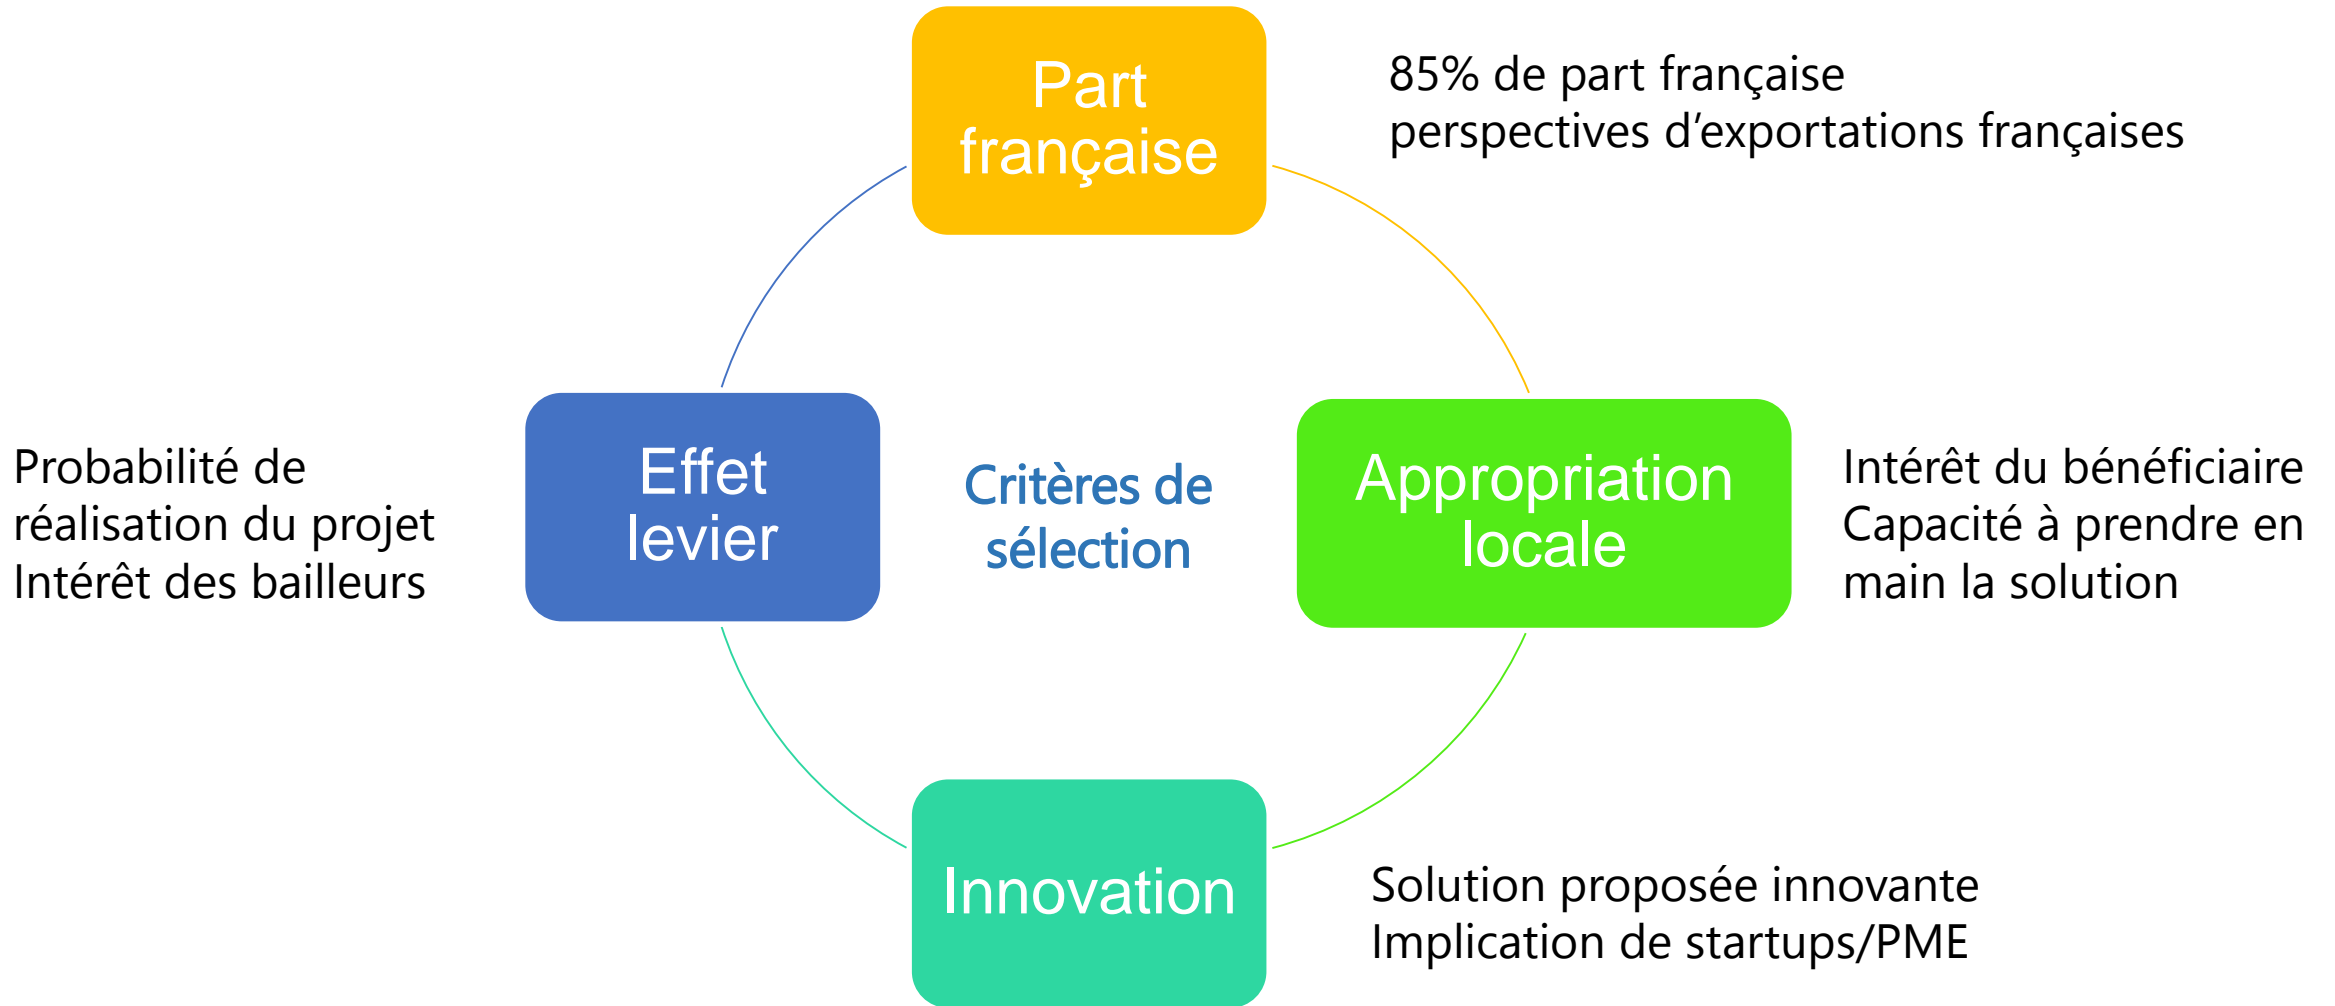 Part
française
85% de part française
perspectives d’exportations françaises
Effet
levier
Probabilité de
réalisation du projet
Intérêt des bailleurs
Critères de
sélection
Appropriation
locale
Intérêt du bénéficiaire
Capacité à prendre en
main la solution
Innovation
Solution proposée innovante
Implication de startups/PME